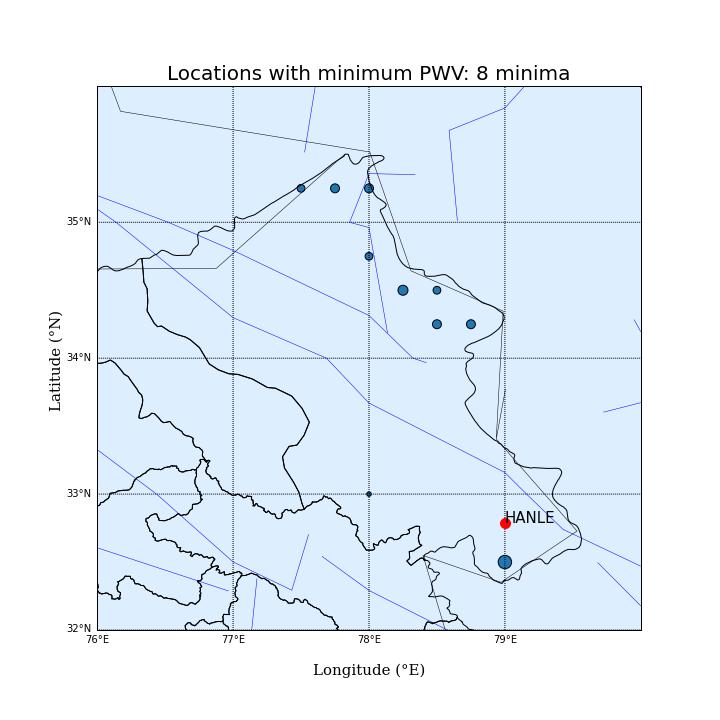 Locations with minimum PWV: 8 minima
35°N
34°N
33°N
32°N
HANLE
76°E
77°E
78°E
79°E
Latitude (°N)
Longitude (°E)